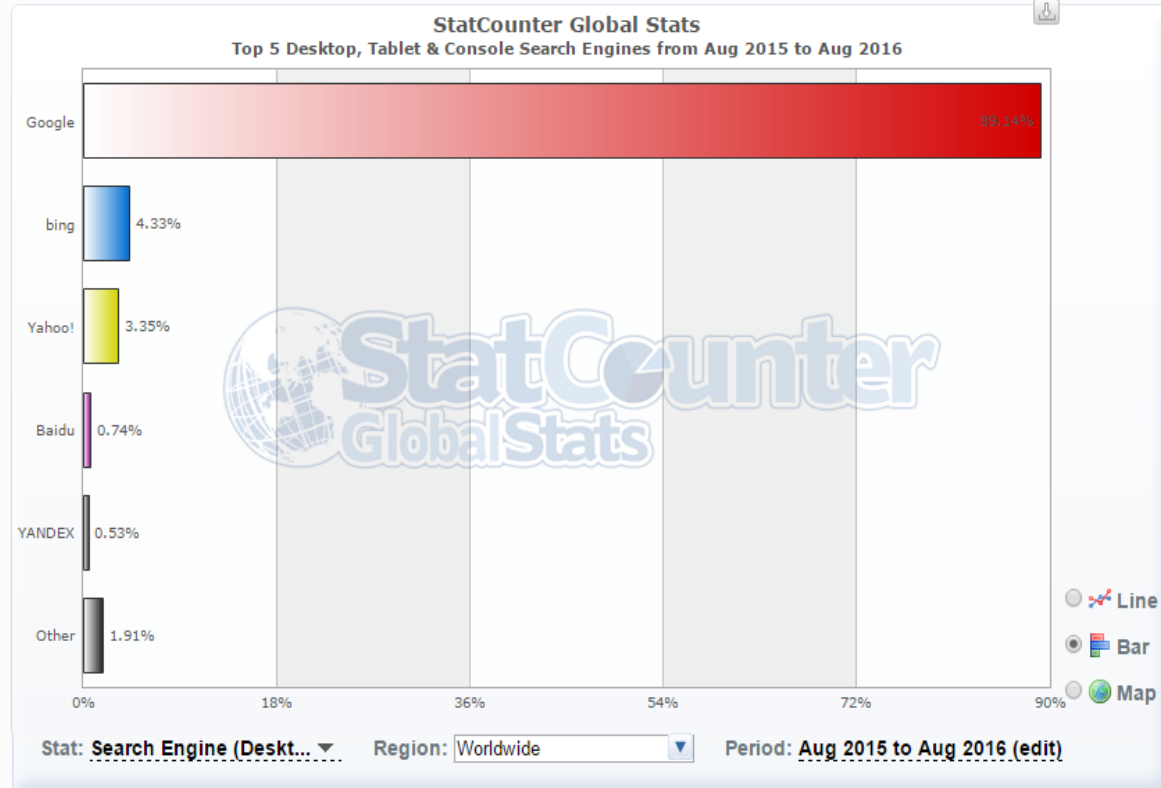 StatCounter Global Stats
Top 5 Desktop, Tablet & Console Search Engines from Aug 2015 to Aug 2016
Google 89.14%
bing 4.33%
Yahoo! 3.35%
StatCounter
GlobalStats
Baidu 0.74%
YANDEX 0.53%
Other 1.91%
0% 18% 36% 54% 72% 90%
Line
Bar
Map
Stat: Search Engine (Deskt... Region: Worldwide Period: Aug 2015 to Aug 2016 (edit)